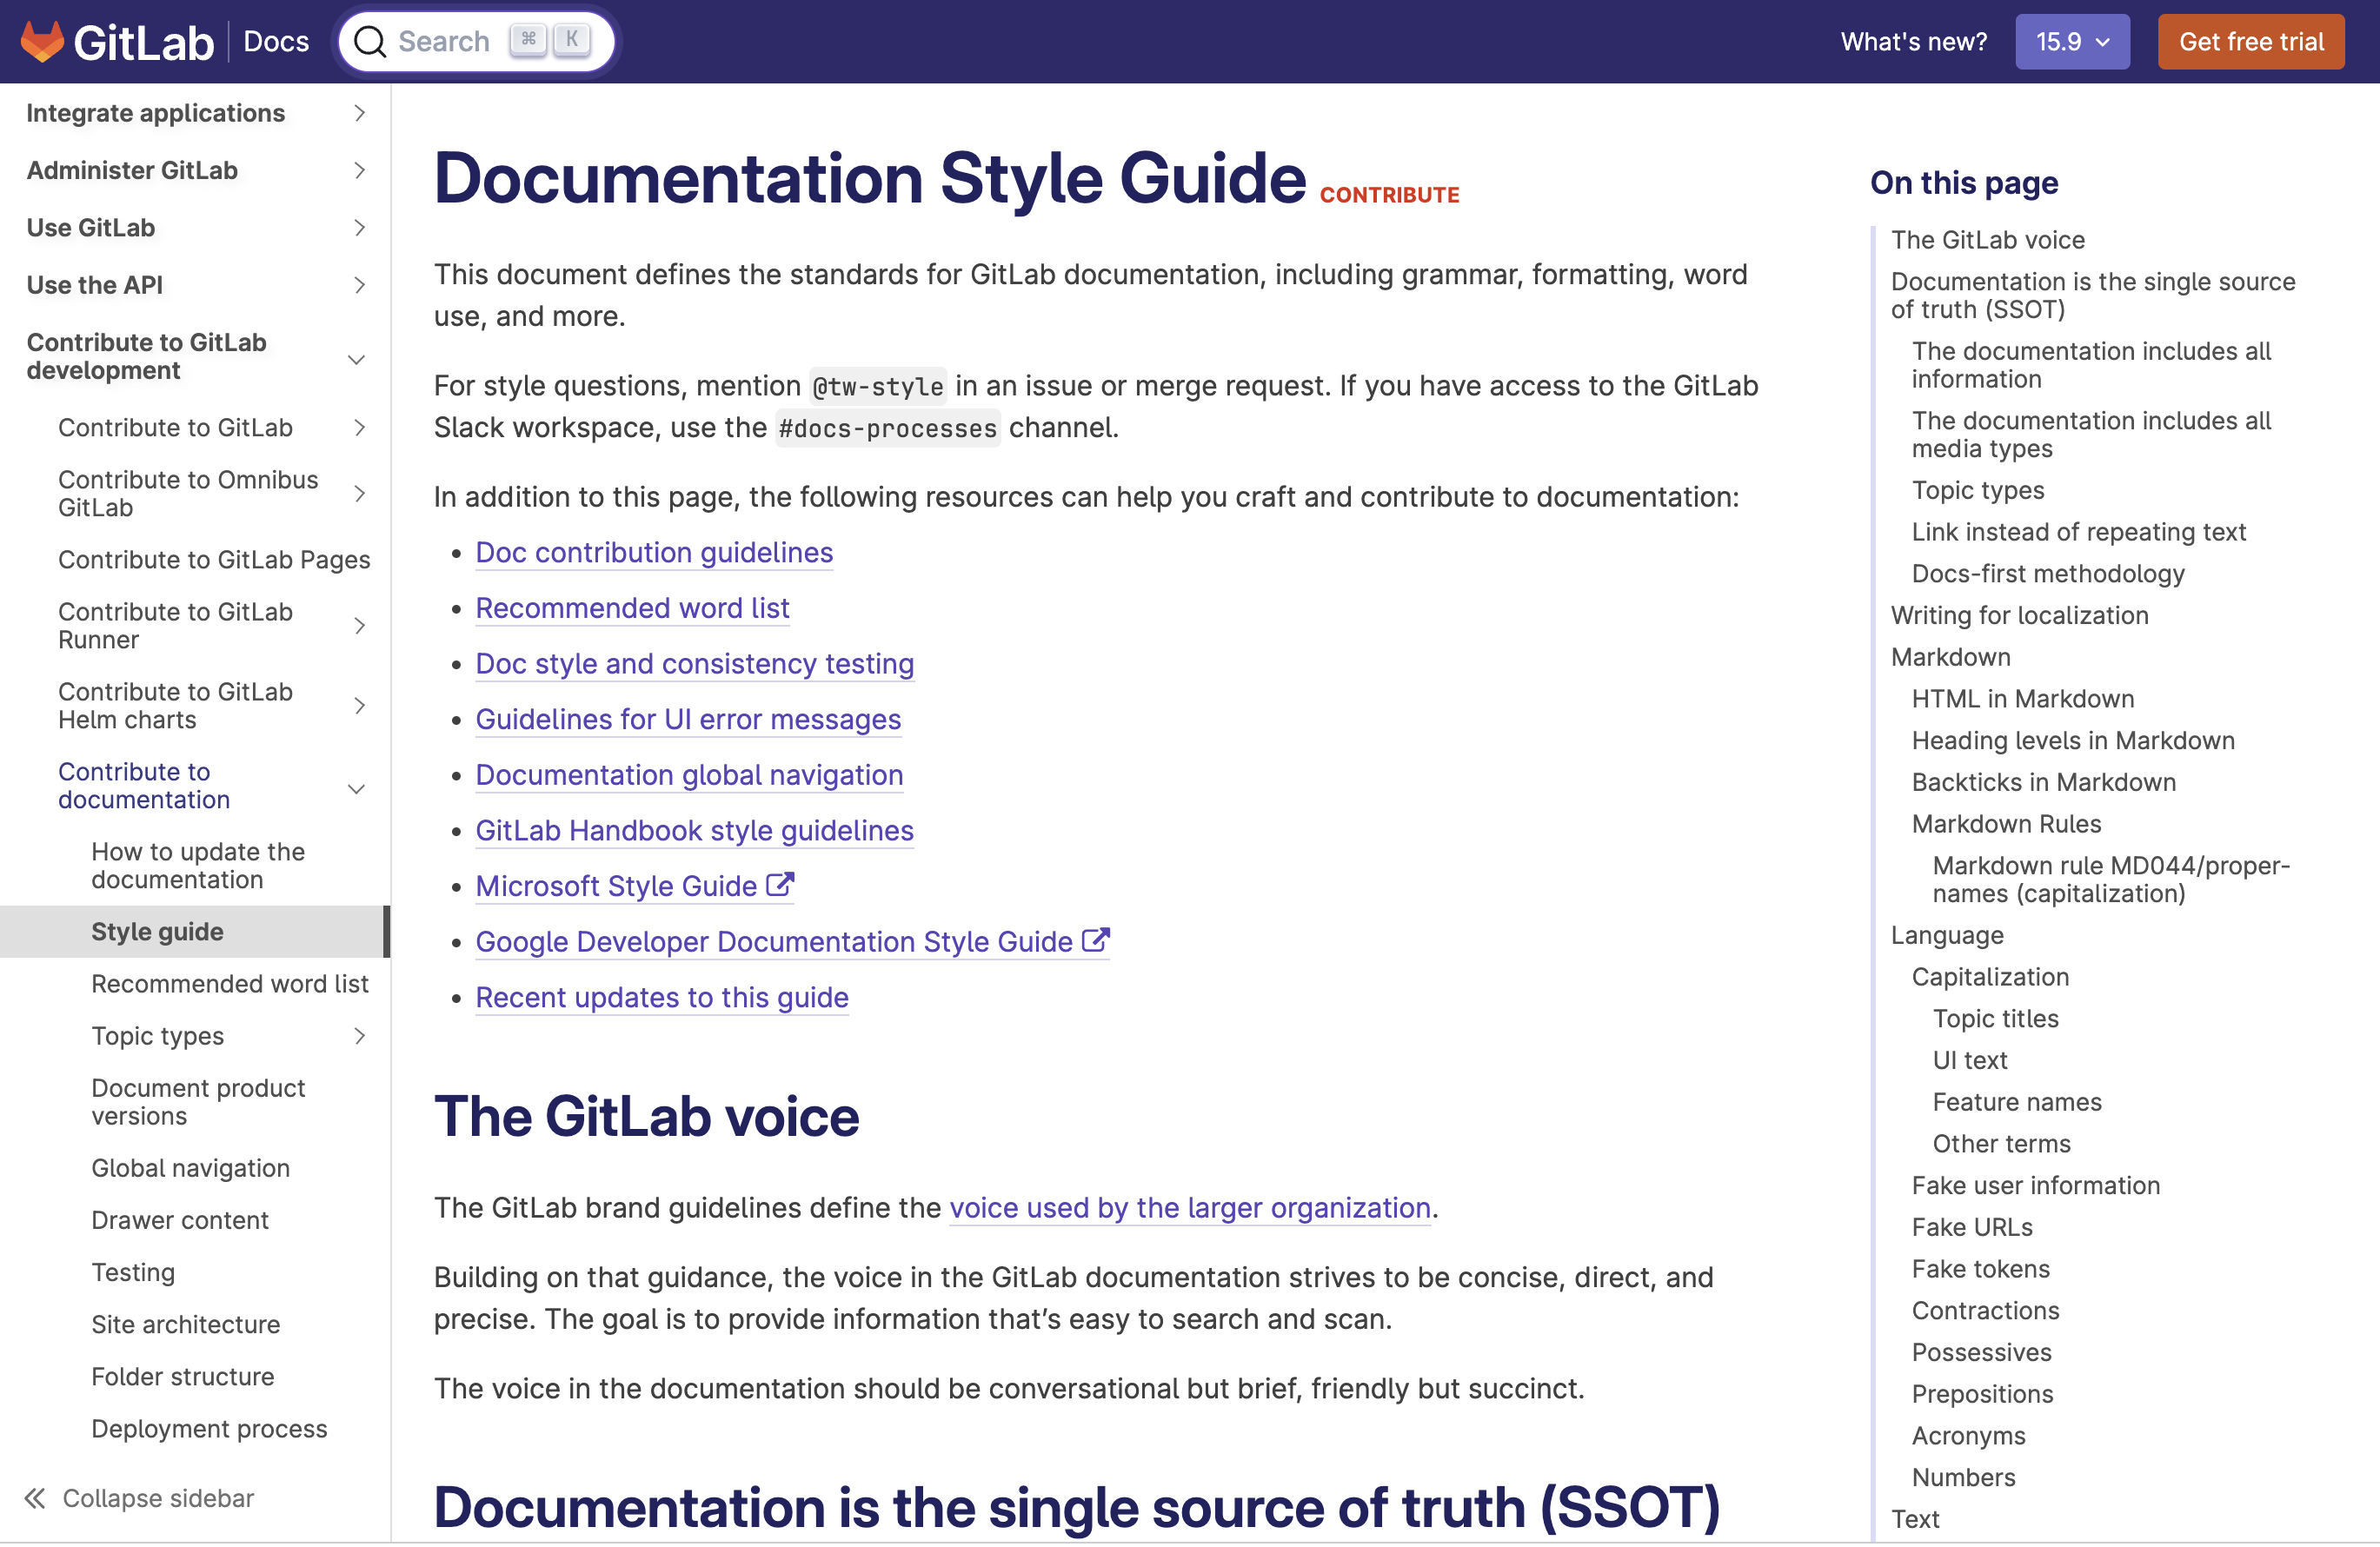 GitLab Docs Search ⌘ K What's new? 15.9 Get free trial
Integrate applications
Administer GitLab
Use GitLab
Use the API
Contribute to GitLab
development
Contribute to GitLab
Contribute to Omnibus
GitLab
Contribute to GitLab Pages
Contribute to GitLab
Runner
Contribute to GitLab
Helm charts
Contribute to
documentation
How to update the
documentation
Style guide
Recommended word list
Topic types
Document product
versions
Global navigation
Drawer content
Testing
Site architecture
Folder structure
Deployment process
Collapse sidebar
Documentation Style Guide CONTRIBUTE
This document defines the standards for GitLab documentation, including grammar, formatting, word
use, and more.
For style questions, mention @tw-style in an issue or merge request. If you have access to the GitLab
Slack workspace, use the #docs-processes channel.
In addition to this page, the following resources can help you craft and contribute to documentation:
• Doc contribution guidelines
• Recommended word list
• Doc style and consistency testing
• Guidelines for UI error messages
• Documentation global navigation
• GitLab Handbook style guidelines
• Microsoft Style Guide
• Google Developer Documentation Style Guide
• Recent updates to this guide
The GitLab voice
The GitLab brand guidelines define the voice used by the larger organization.
Building on that guidance, the voice in the GitLab documentation strives to be concise, direct, and
precise. The goal is to provide information that’s easy to search and scan.
The voice in the documentation should be conversational but brief, friendly but succinct.
Documentation is the single source of truth (SSOT)
On this page
The GitLab voice
Documentation is the single source
of truth (SSOT)
The documentation includes all
information
The documentation includes all
media types
Topic types
Link instead of repeating text
Docs-first methodology
Writing for localization
Markdown
HTML in Markdown
Heading levels in Markdown
Backticks in Markdown
Markdown Rules
Markdown rule MD044/proper-
names (capitalization)
Language
Capitalization
Topic titles
UI text
Feature names
Other terms
Fake user information
Fake URLs
Fake tokens
Contractions
Possessives
Prepositions
Acronyms
Numbers
Text